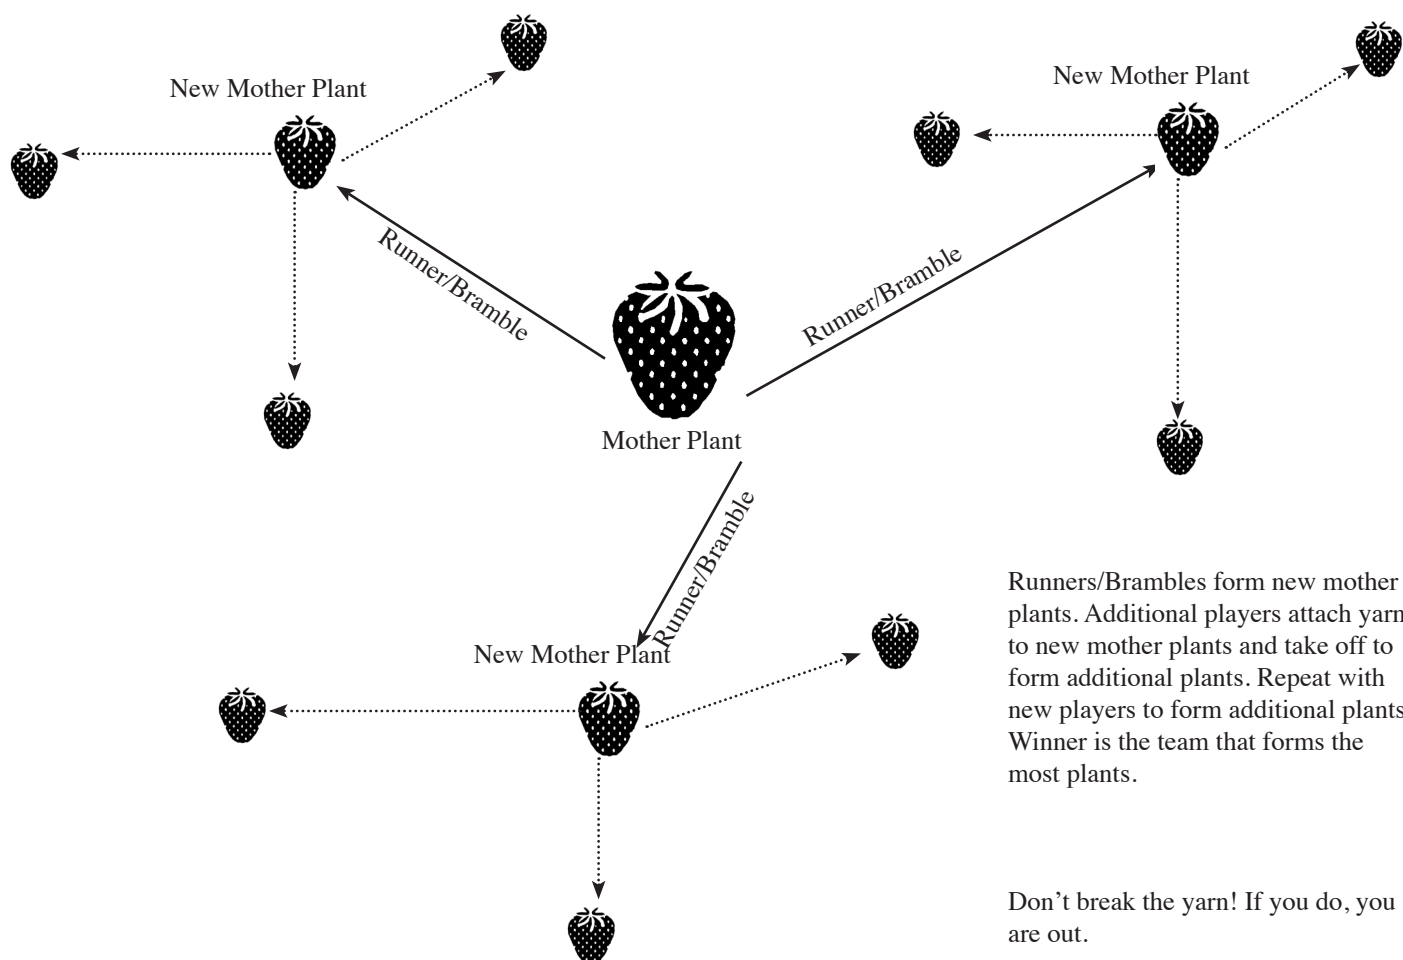 New Mother Plant
New Mother Plant
Runner/Bramble
Runner/Bramble
Mother Plant
Runner/Bramble
New Mother Plant
Runners/Brambles form new mother
plants. Additional players attach yarn
to new mother plants and take off to
form additional plants. Repeat with
new players to form additional plants
Winner is the team that forms the
most plants.
Don’t break the yarn! If you do, you
are out.